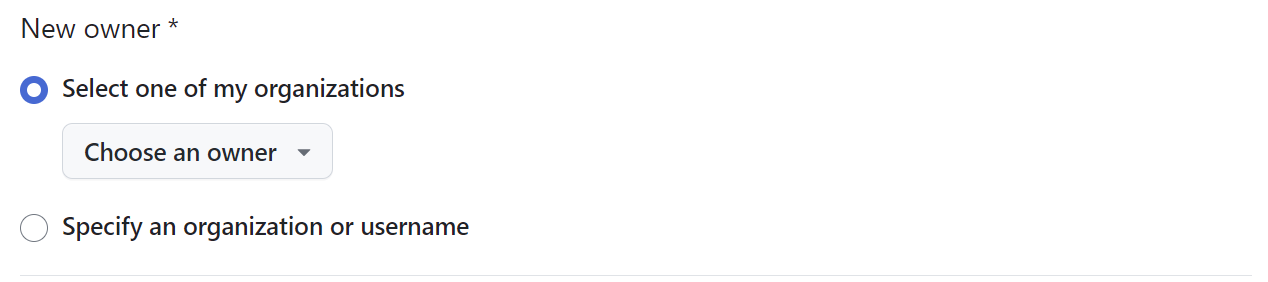 New owner *
Select one of my organizations
Choose an owner
Specify an organization or username